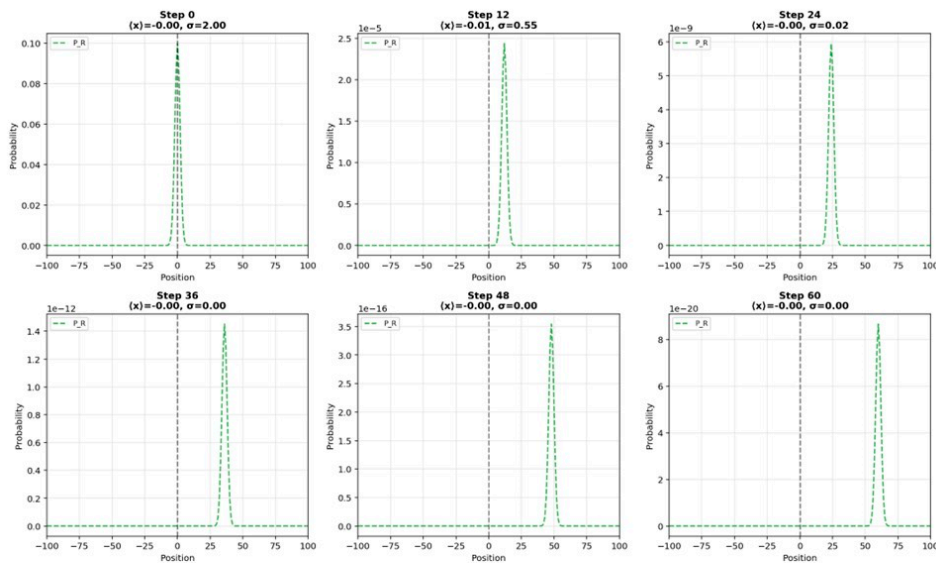 Step 0
⟨x⟩=-0.00, σ=2.00
P_R
0.10
0.08
0.06
0.04
0.02
0.00
Probability
−100 −75 −50 −25 0 25 50 75 100
Position
Step 12
⟨x⟩=-0.01, σ=0.55
1e−5
P_R
2.5
2.0
1.5
1.0
0.5
0.0
Probability
−100 −75 −50 −25 0 25 50 75 100
Position
Step 24
⟨x⟩=-0.00, σ=0.02
1e−9
P_R
6
5
4
3
2
1
0
Probability
−100 −75 −50 −25 0 25 50 75 100
Position
Step 36
⟨x⟩=-0.00, σ=0.00
1e−12
P_R
1.4
1.2
1.0
0.8
0.6
0.4
0.2
0.0
Probability
−100 −75 −50 −25 0 25 50 75 100
Position
Step 48
⟨x⟩=-0.00, σ=0.00
1e−16
P_R
3.5
3.0
2.5
2.0
1.5
1.0
0.5
0.0
Probability
−100 −75 −50 −25 0 25 50 75 100
Position
Step 60
⟨x⟩=-0.00, σ=0.00
1e−20
P_R
8
6
4
2
0
Probability
−100 −75 −50 −25 0 25 50 75 100
Position